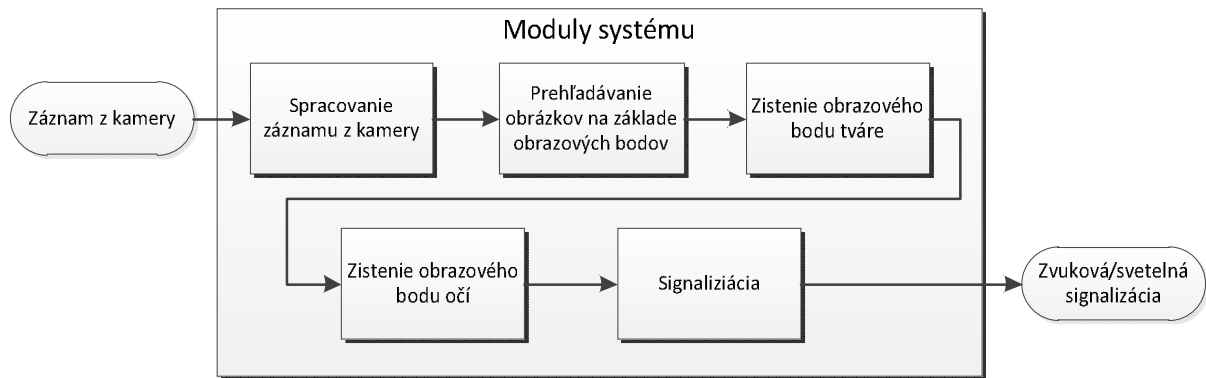 Moduly systému
Záznam z kamery
Spracovanie
záznamu z kamery
Prehľadávanie
obrázkov na základe
obrazových bodov
Zistenie obrazového
bodu tváre
Zistenie obrazového
bodu očí
Signaliziácia
Zvuková/svetelná
signalizácia